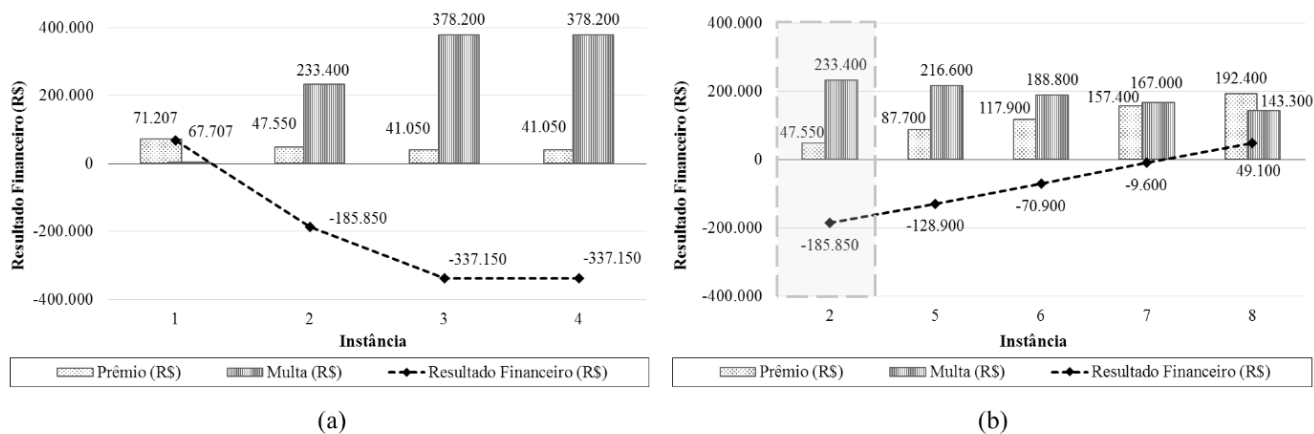 400.000
378.200 378.200
233.400
200.000
71.207
67.707 47.550
41.050 41.050
0
-185.850
-200.000
-337.150 -337.150
-400.000
1 2 3 4
Instância
Resultado Financeiro (R$)
Prêmio (R$) Multa (R$) Resultado Financeiro (R$)
(a)
400.000
233.400 216.600
188.800 167.000 192.400
200.000
157.400 143.300
117.900
87.700
47.550
0
-9.600 49.100
-70.900
-128.900
-185.850
-200.000
-400.000
2 5 6 7 8
Instância
Resultado Financeiro (R$)
Prêmio (R$) Multa (R$) Resultado Financeiro (R$)
(b)